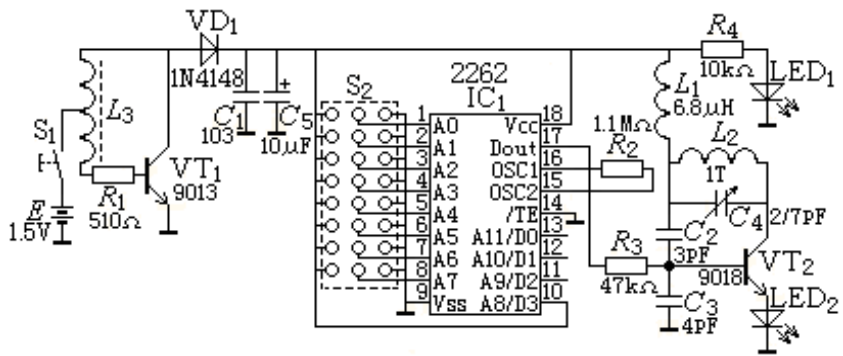 VD₁
1N4148
S₁
L₃
R₁
510Ω
VT₁
9013
E
1.5V
C₁
103
C₅
10μF
+
S₂
2262
IC₁
1 A0
2 A1
3 A2
4 A3
5 A4
6 A5
7 A6
8 A7
9 Vss
Vcc 18
Dout 17
OSC1 16
OSC2 15
/TE 14
A11/D0 13
A10/D1 12
A9/D2 11
A8/D3 10
1.1MΩ
R₂
R₃
47kΩ
L₁
6.8μH
R₄
10kΩ
LED₁
L₂
1T
C₄
2/7pF
C₂
3pF
C₃
4pF
9018
VT₂
LED₂